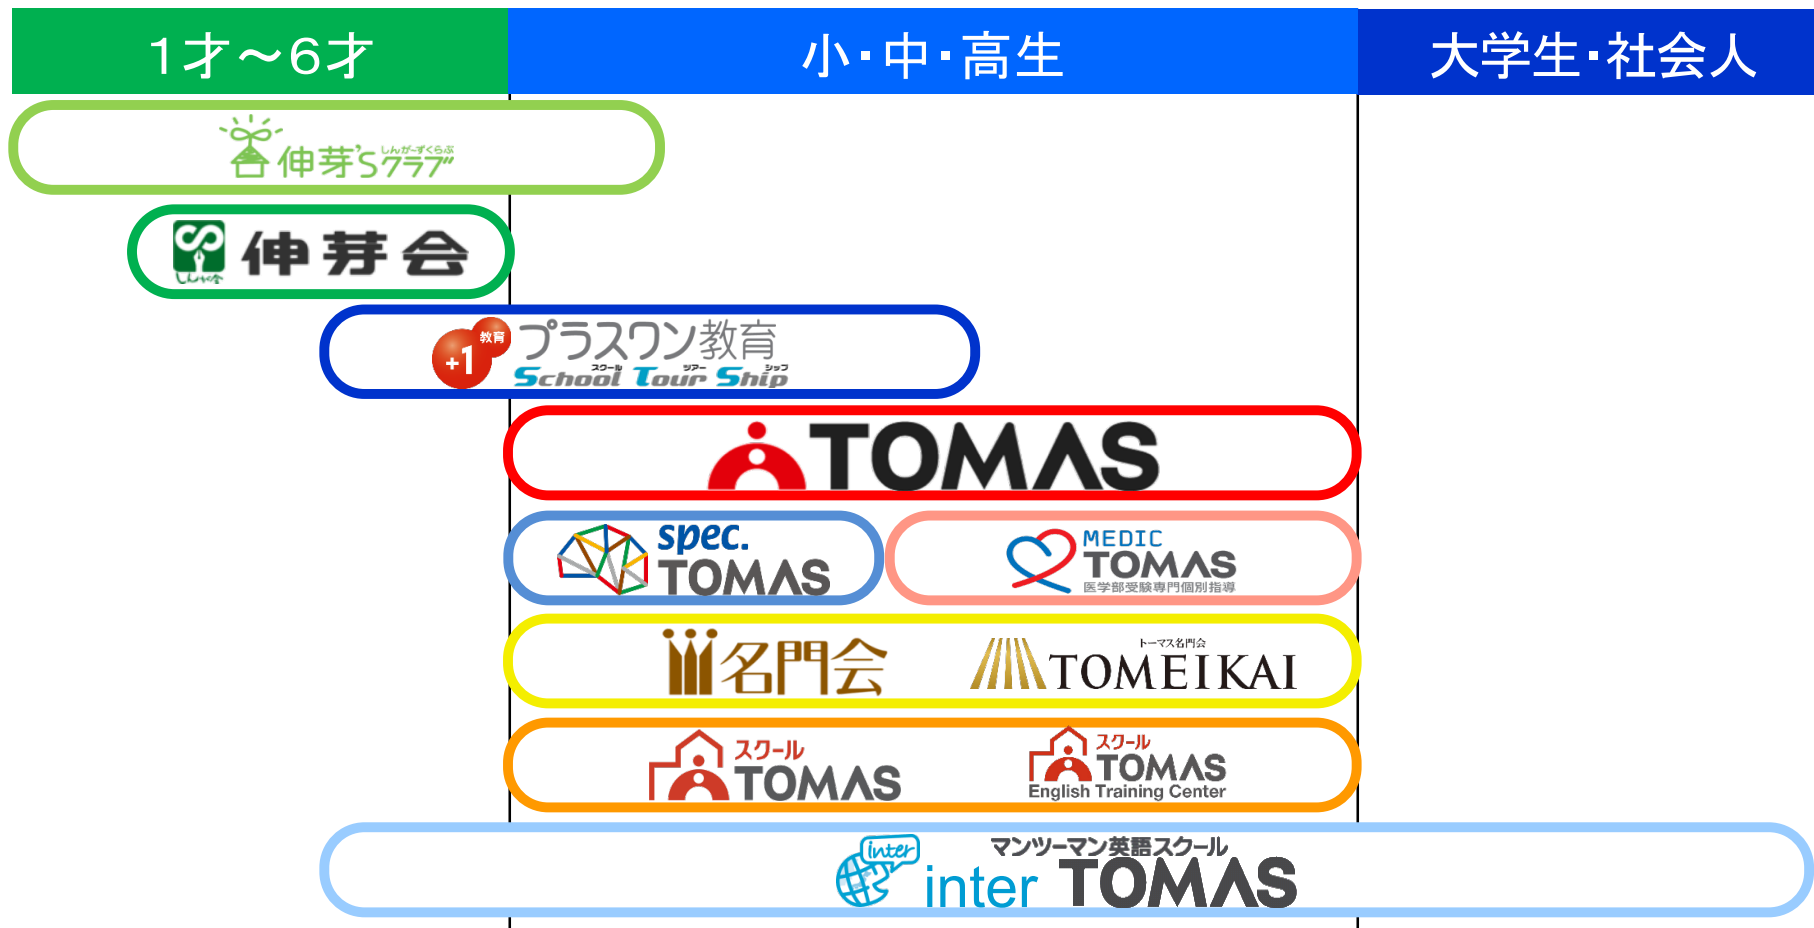 1才～6才
小・中・高生
大学生・社会人
しんが～ずくらぶ
伸芽'Sクラブ
しんが会
伸芽会
+1 教育
プラスワン教育
スクール ツアー シップ
School Tour Ship
TOMAS
spec.
TOMAS
MEDIC
TOMAS
医学部受験専門個別指導
名門会
トーマス名門会
TOMEIKAI
スクール
TOMAS
スクール
TOMAS
English Training Center
マンツーマン英語スクール
inter
inter TOMAS